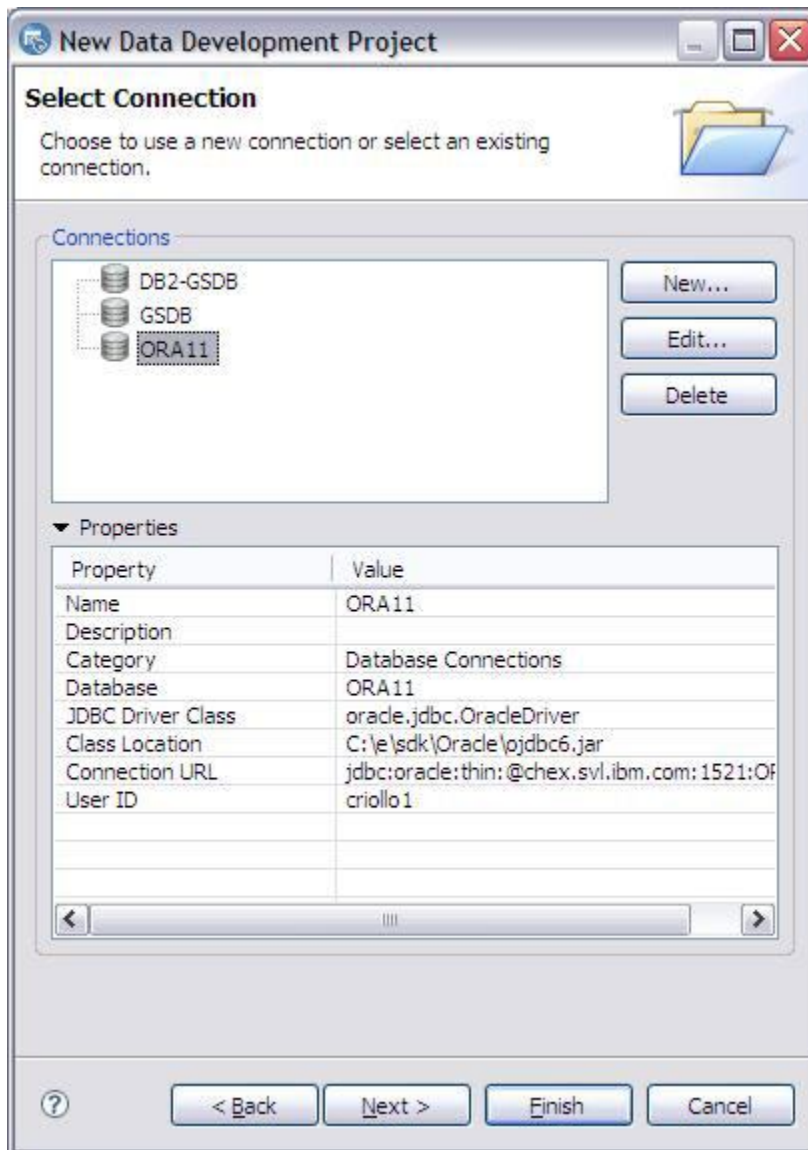 New Data Development Project
Select Connection
Choose to use a new connection or select an existing
connection.
Connections
DB2-GSDB
GSDB
ORA11
New...
Edit...
Delete
Properties
Property Value
Name ORA11
Description
Category Database Connections
Database ORA11
JDBC Driver Class oracle.jdbc.OracleDriver
Class Location C:\e\sdk\Oracle\ojdbc6.jar
Connection URL jdbc:oracle:thin:@chex.svl.ibm.com:1521:
User ID criollo1
? < Back Next > Finish Cancel